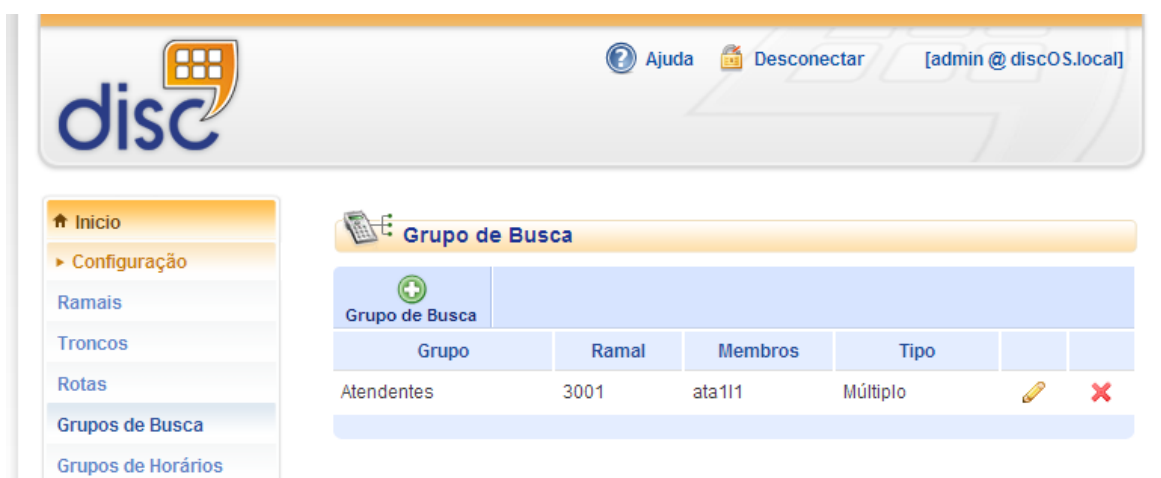 disc
Ajuda Desconectar [admin @ discOS.local]
Inicio
Configuração
Ramais
Troncos
Rotas
Grupos de Busca
Grupos de Horários
Grupo de Busca
Grupo de Busca
Grupo Ramal Membros Tipo
Atendentes 3001 ata1l1 Múltiplo